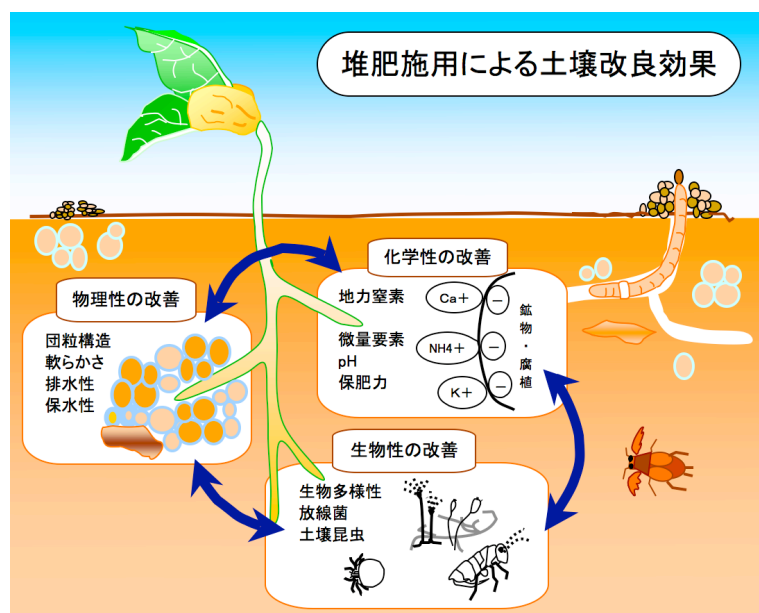 堆肥施用による土壌改良効果
物理性の改善
団粒構造
軟らかさ
排水性
保水性
化学性の改善
地力窒素
微量要素
pH
保肥力
Ca+
−
NH4+
−
K+
−
鉱物・腐植
生物性の改善
生物多様性
放線菌
土壌昆虫